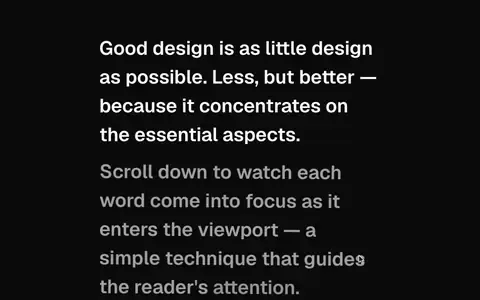 Good design is as little design
as possible. Less, but better —
because it concentrates on
the essential aspects.
Scroll down to watch each
word come into focus as it
enters the viewport — a
simple technique that guides
the reader's attention.